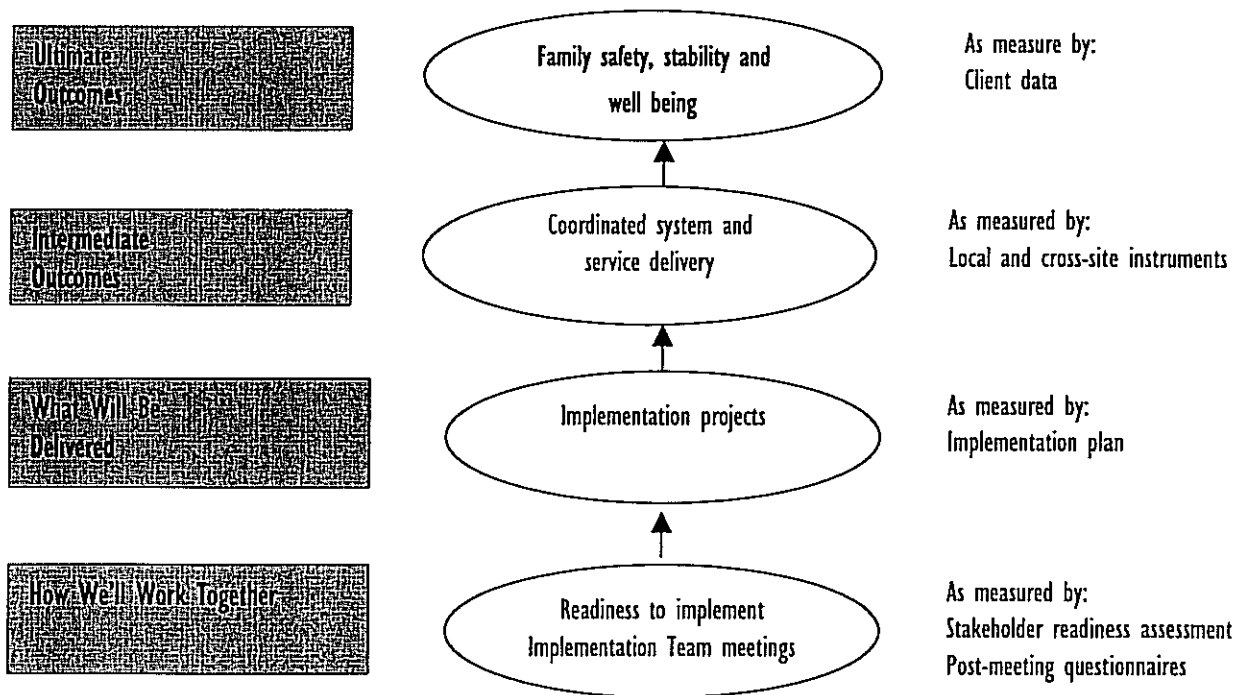 Ultimate
Outcomes
Family safety, stability and
well being
As measure by:
Client data
Intermediate
Outcomes
Coordinated system and
service delivery
As measured by:
Local and cross-site instruments
What Will Be
Delivered
Implementation projects
As measured by:
Implementation plan
How We'll Work Together
Readiness to implement
Implementation Team meetings
As measured by:
Stakeholder readiness assessment
Post-meeting questionnaires